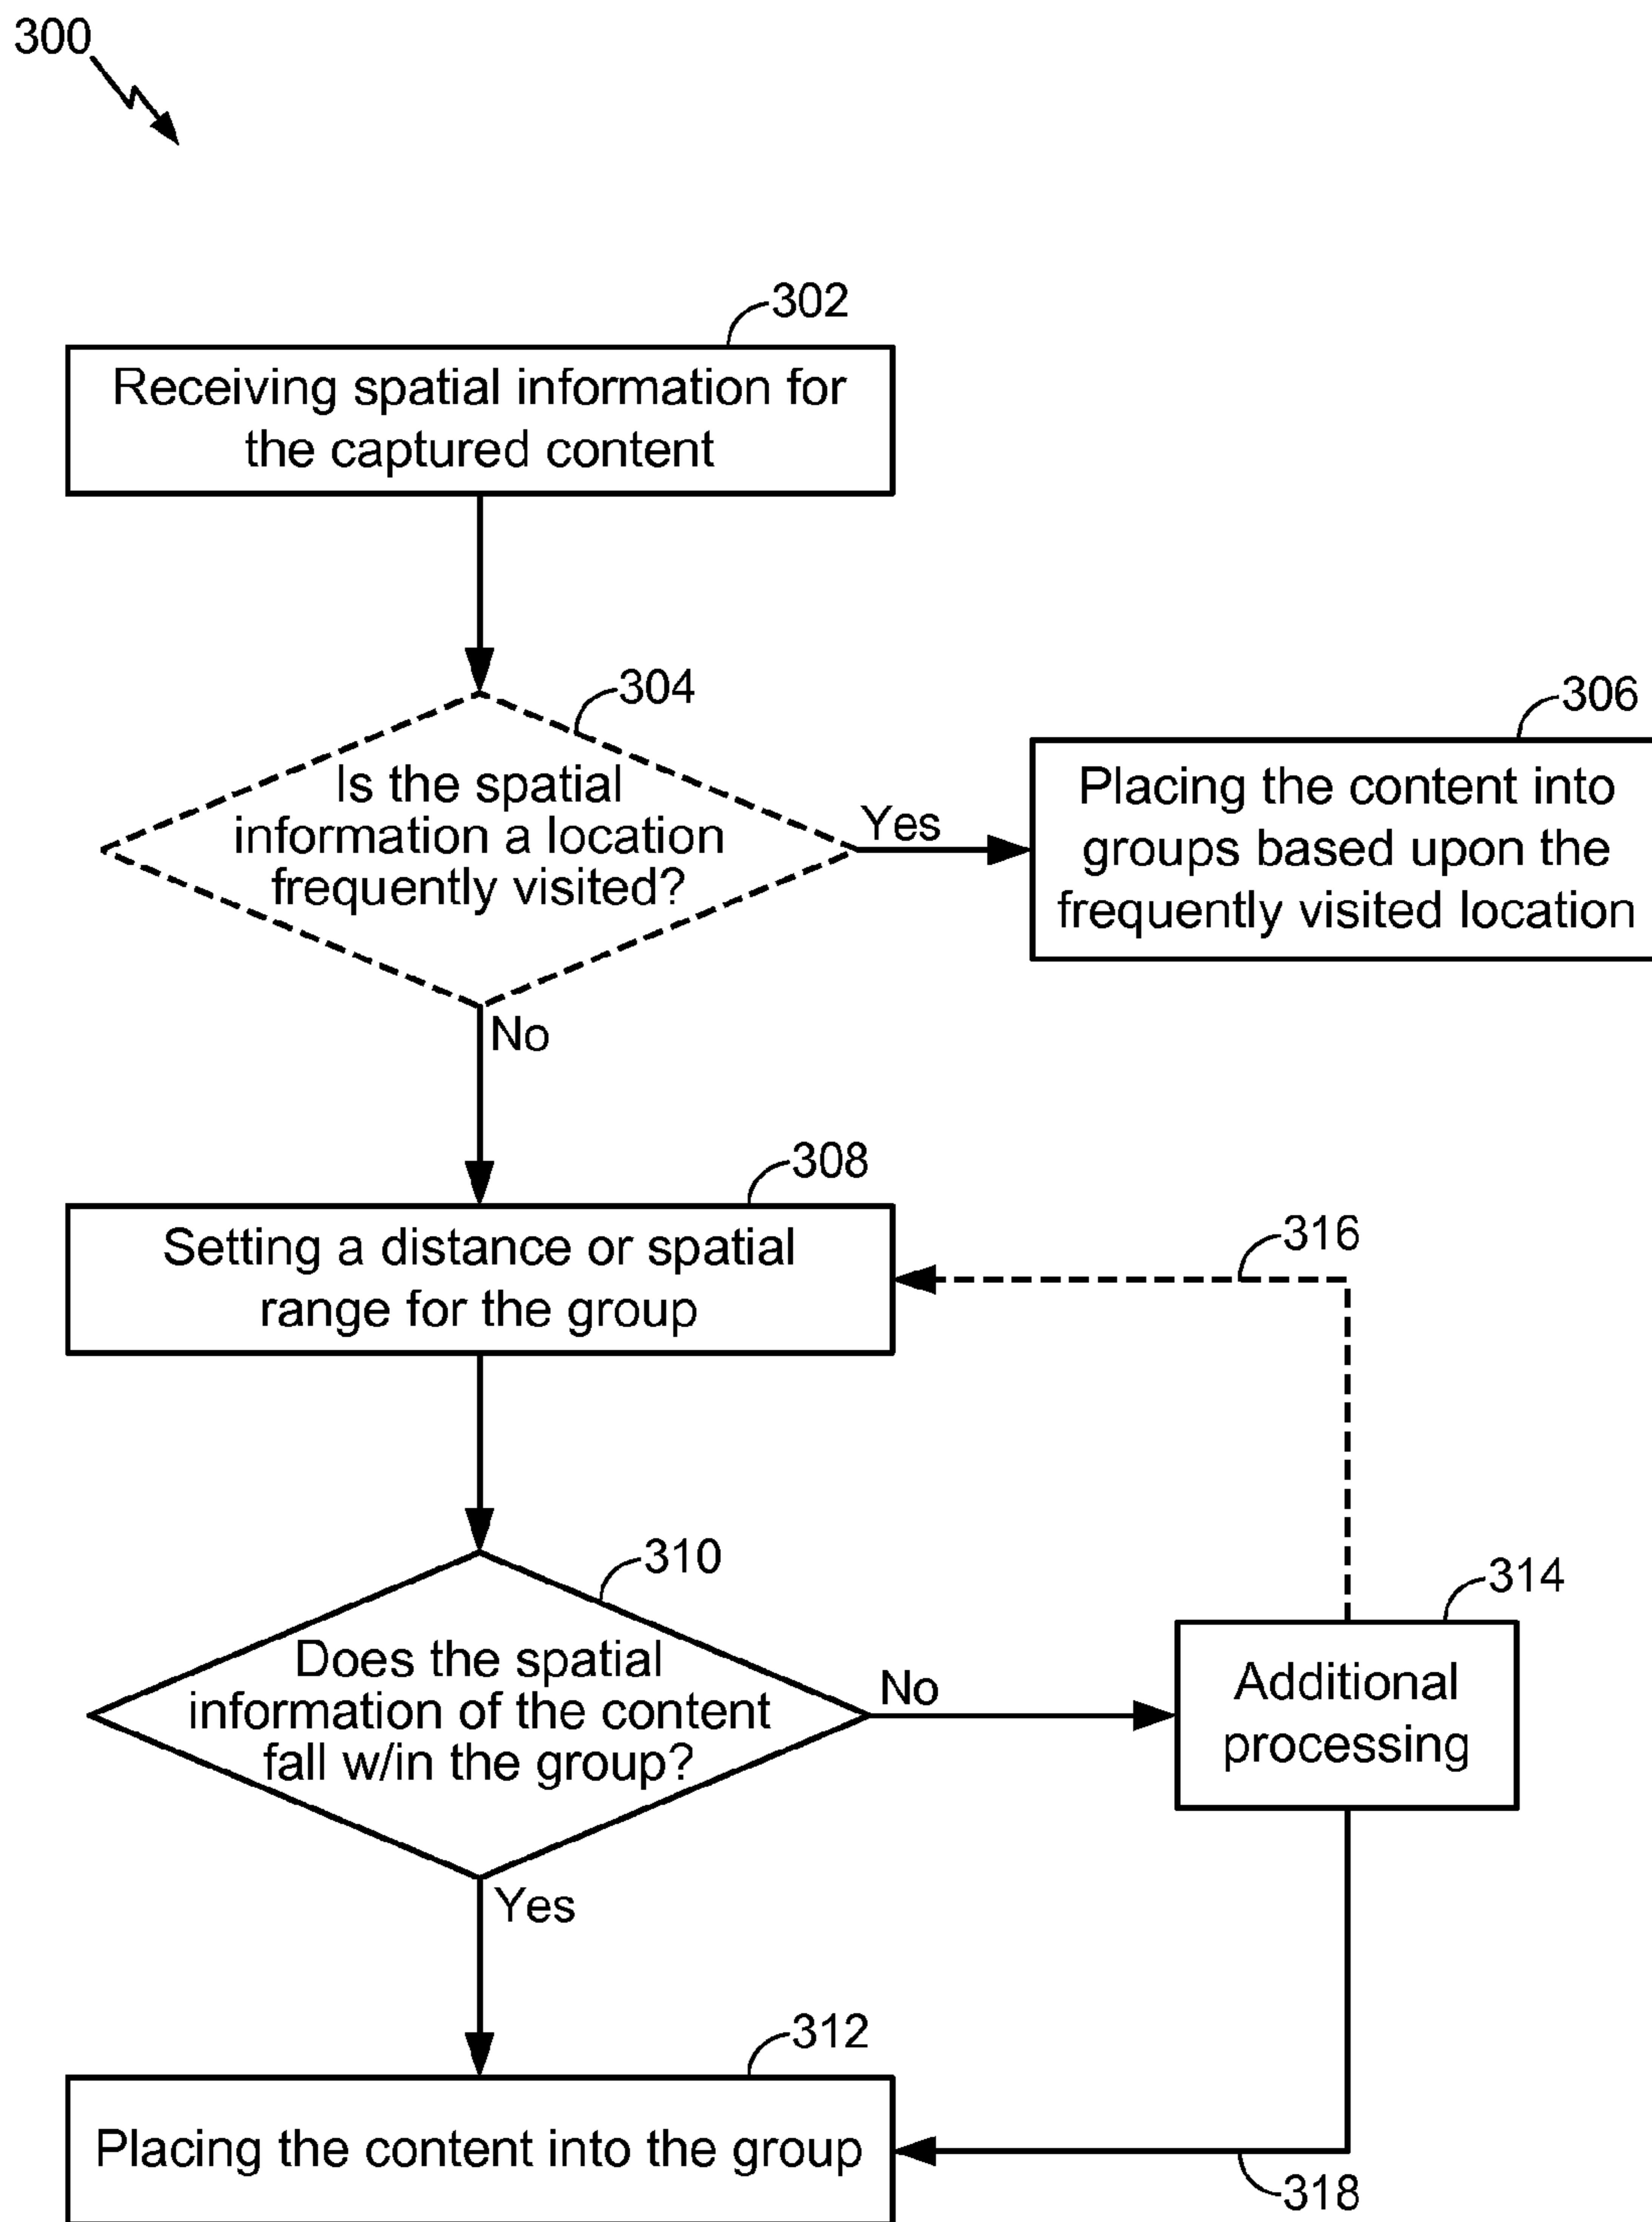 300
302
Receiving spatial information for
the captured content
304
Is the spatial
information a location
frequently visited?
Yes
306
Placing the content into
groups based upon the
frequently visited location
No
308
Setting a distance or spatial
range for the group
316
310
Does the spatial
information of the content
fall w/in the group?
No
314
Additional
processing
Yes
312
Placing the content into the group
318